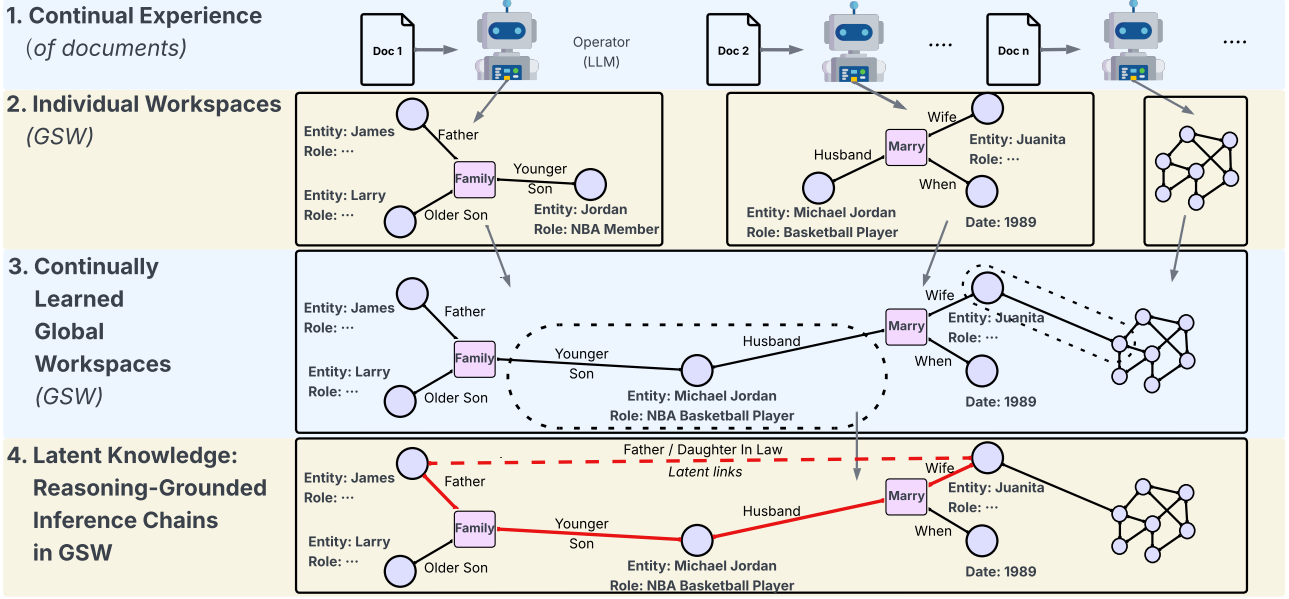 1. Continual Experience
(of documents)
Doc 1
Operator
(LLM)
Doc 2
....
Doc n
....
2. Individual Workspaces
(GSW)
Entity: James
Role: ···
Father
Family
Younger
Son
Entity: Larry
Role: ···
Older Son
Entity: Jordan
Role: NBA Member
Wife
Marry
Entity: Juanita
Role: ···
Husband
When
Entity: Michael Jordan
Role: Basketball Player
Date: 1989
3. Continually
Learned
Global
Workspaces
(GSW)
Entity: James
Role: ···
Father
Family
Younger
Son
Entity: Larry
Role: ···
Older Son
Husband
Entity: Michael Jordan
Role: NBA Basketball Player
Wife
Marry
Entity: Juanita
Role: ···
When
Date: 1989
4. Latent Knowledge:
Reasoning-Grounded
Inference Chains
in GSW
Father / Daughter In Law
Latent links
Entity: James
Role: ···
Father
Family
Younger
Son
Entity: Larry
Role: ···
Older Son
Husband
Entity: Michael Jordan
Role: NBA Basketball Player
Wife
Marry
Entity: Juanita
Role: ···
When
Date: 1989